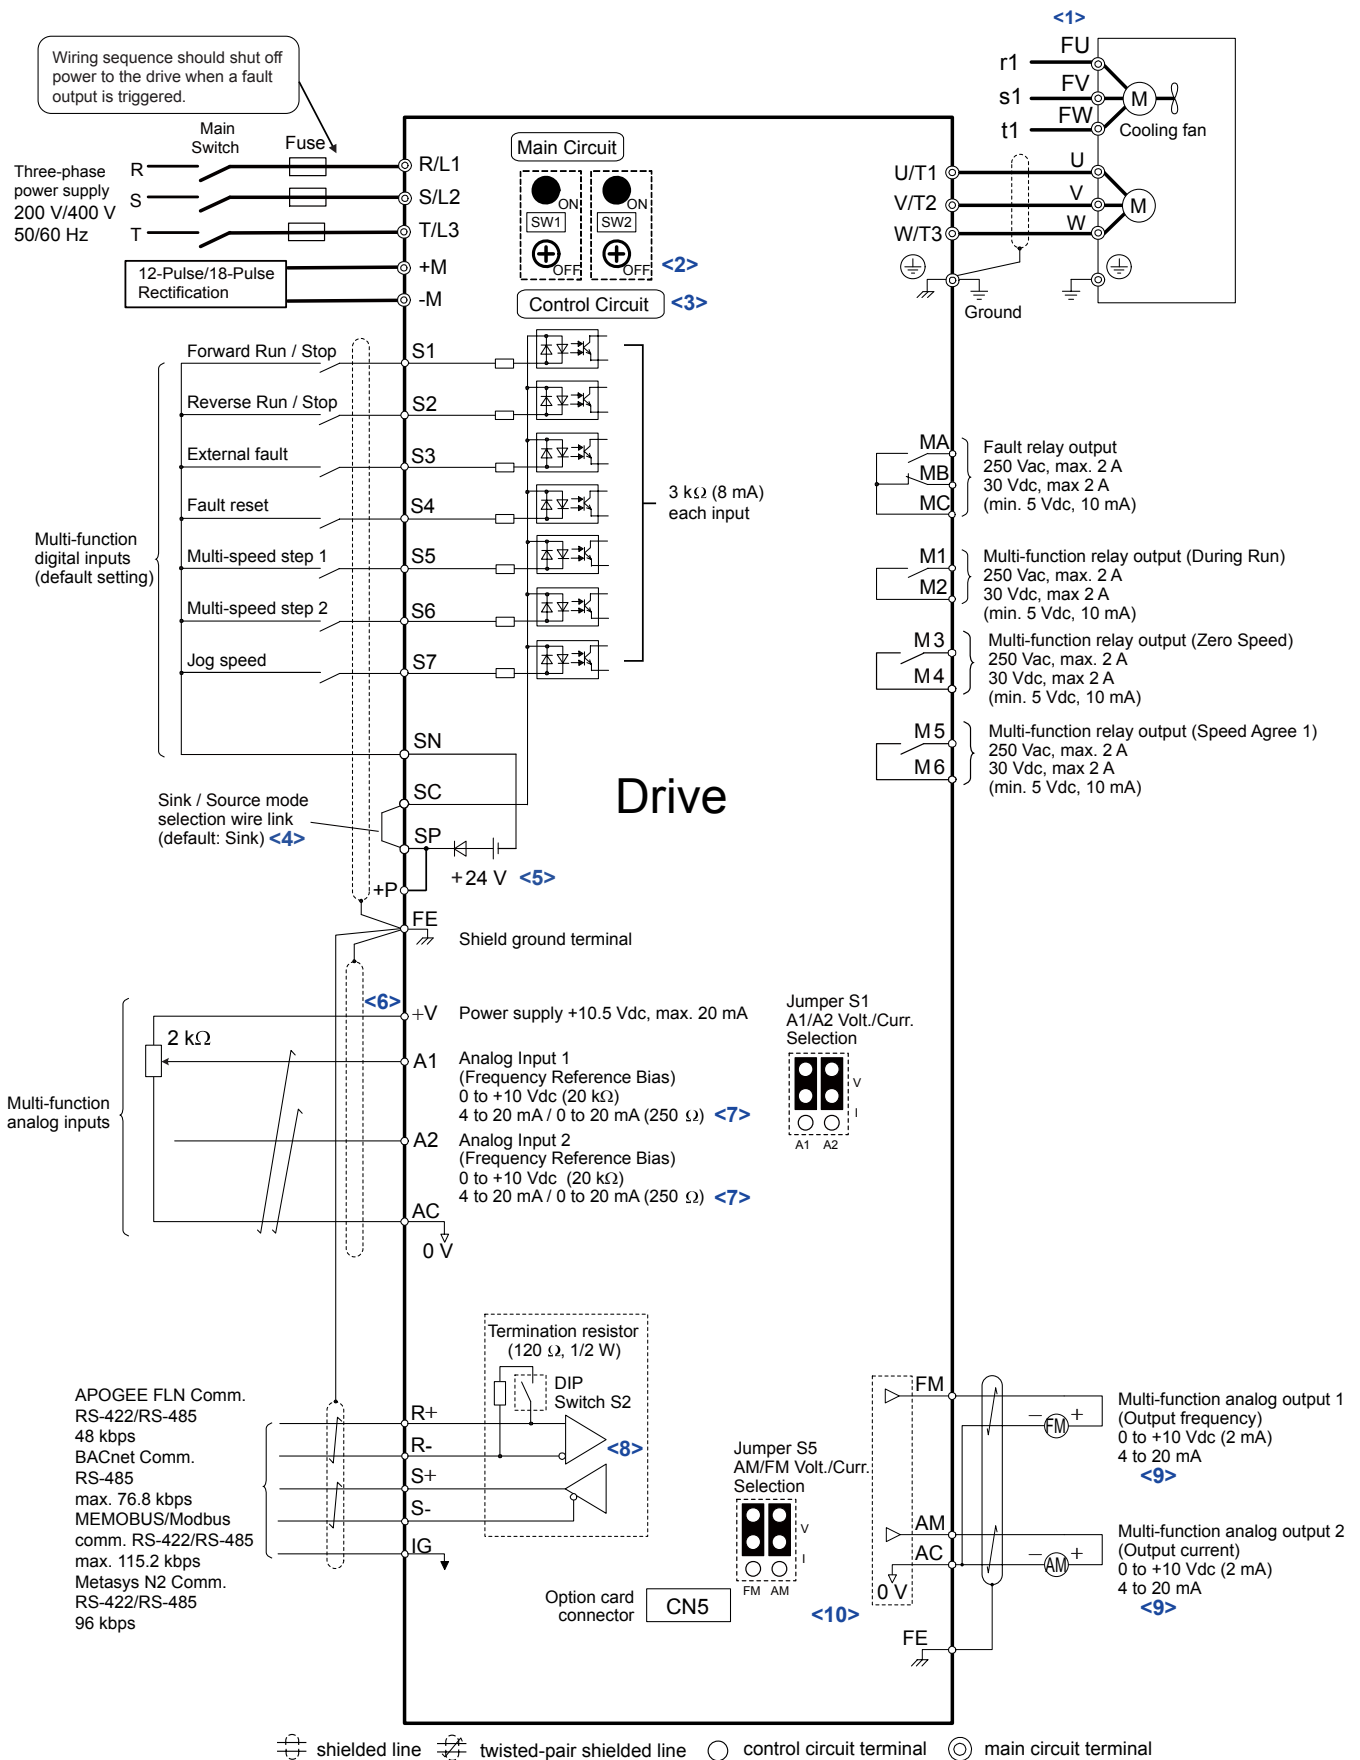 <1>
Wiring sequence should shut off
power to the drive when a fault
output is triggered.
r1
FU
s1
FV
t1
FW
M
Cooling fan
Main
Switch
Fuse
Three-phase
power supply
200 V/400 V
50/60 Hz
R
S
T
R/L1
S/L2
T/L3
12-Pulse/18-Pulse
Rectification
+M
-M
Main Circuit
ON
SW1
OFF
ON
SW2
OFF
<2>
Control Circuit
<3>
U/T1
V/T2
W/T3
U
V
W
M
Ground
Multi-function
digital inputs
(default setting)
Forward Run / Stop
S1
Reverse Run / Stop
S2
External fault
S3
Fault reset
S4
Multi-speed step 1
S5
Multi-speed step 2
S6
Jog speed
S7
3 kΩ (8 mA)
each input
SN
SC
SP
Sink / Source mode
selection wire link
(default: Sink) <4>
+24 V <5>
+P
FE
Shield ground terminal
Drive
MA
MB
MC
Fault relay output
250 Vac, max. 2 A
30 Vdc, max 2 A
(min. 5 Vdc, 10 mA)
M1
M2
Multi-function relay output (During Run)
250 Vac, max. 2 A
30 Vdc, max 2 A
(min. 5 Vdc, 10 mA)
M3
M4
Multi-function relay output (Zero Speed)
250 Vac, max. 2 A
30 Vdc, max 2 A
(min. 5 Vdc, 10 mA)
M5
M6
Multi-function relay output (Speed Agree 1)
250 Vac, max. 2 A
30 Vdc, max 2 A
(min. 5 Vdc, 10 mA)
Multi-function
analog inputs
2 kΩ
<6>
+V
Power supply +10.5 Vdc, max. 20 mA
A1
Analog Input 1
(Frequency Reference Bias)
0 to +10 Vdc (20 kΩ)
4 to 20 mA / 0 to 20 mA (250 Ω) <7>
A2
Analog Input 2
(Frequency Reference Bias)
0 to +10 Vdc (20 kΩ)
4 to 20 mA / 0 to 20 mA (250 Ω) <7>
AC
0 V
Jumper S1
A1/A2 Volt./Curr.
Selection
V
I
A1 A2
APOGEE FLN Comm.
RS-422/RS-485
48 kbps
BACnet Comm.
RS-485
max. 76.8 kbps
MEMOBUS/Modbus
comm. RS-422/RS-485
max. 115.2 kbps
Metasys N2 Comm.
RS-422/RS-485
96 kbps
R+
R-
S+
S-
IG
Termination resistor
(120 Ω, 1/2 W)
DIP
Switch S2
<8>
Option card
connector
CN5
Jumper S5
AM/FM Volt./Curr.
Selection
V
I
FM AM
<10>
FM
AM
AC
0 V
FE
− FM +
− AM +
Multi-function analog output 1
(Output frequency)
0 to +10 Vdc (2 mA)
4 to 20 mA
<9>
Multi-function analog output 2
(Output current)
0 to +10 Vdc (2 mA)
4 to 20 mA
<9>
shielded line
twisted-pair shielded line
control circuit terminal
main circuit terminal